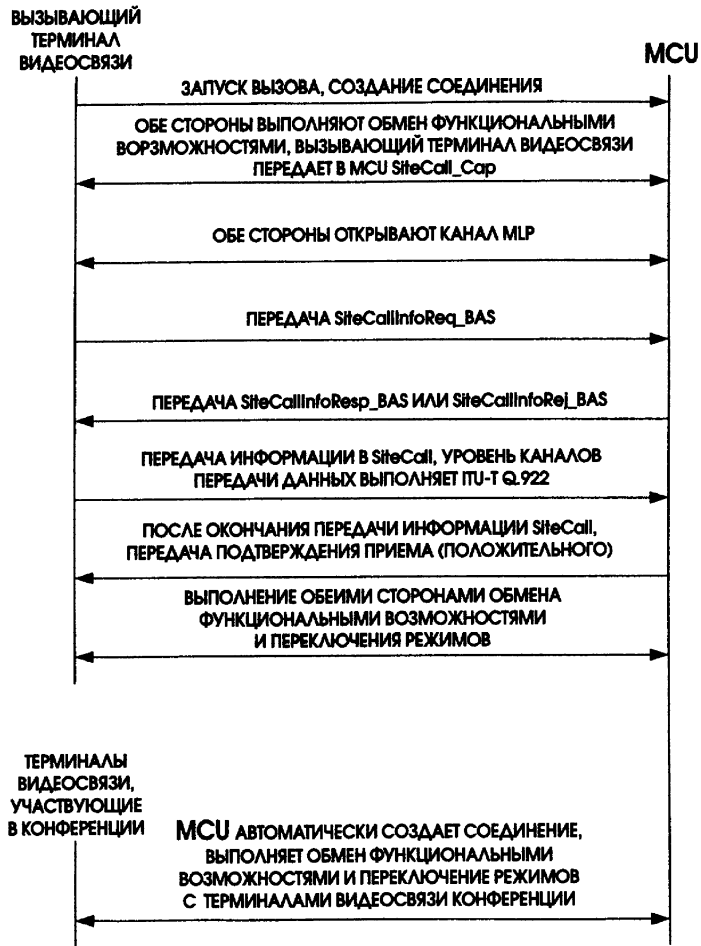 ВЫЗЫВАЮЩИЙ
ТЕРМИНАЛ
ВИДЕОСВЯЗИ
MCU
ЗАПУСК ВЫЗОВА, СОЗДАНИЕ СОЕДИНЕНИЯ
ОБЕ СТОРОНЫ ВЫПОЛНЯЮТ ОБМЕН ФУНКЦИОНАЛЬНЫМИ
ВОРЗМОЖНОСТЯМИ, ВЫЗЫВАЮЩИЙ ТЕРМИНАЛ ВИДЕОСВЯЗИ
ПЕРЕДАЕТ В MCU SiteCall_Cap
ОБЕ СТОРОНЫ ОТКРЫВАЮТ КАНАЛ MLP
ПЕРЕДАЧА SiteCallInfoReq_BAS
ПЕРЕДАЧА SiteCallInfoResp_BAS ИЛИ SiteCallInfoRej_BAS
ПЕРЕДАЧА ИНФОРМАЦИИ В SiteCall, УРОВЕНЬ КАНАЛОВ
ПЕРЕДАЧИ ДАННЫХ ВЫПОЛНЯЕТ ITU-T Q.922
ПОСЛЕ ОКОНЧАНИЯ ПЕРЕДАЧИ ИНФОРМАЦИИ SiteCall,
ПЕРЕДАЧА ПОДТВЕРЖДЕНИЯ ПРИЕМА (ПОЛОЖИТЕЛЬНОГО)
ВЫПОЛНЕНИЕ ОБЕИМИ СТОРОНАМИ ОБМЕНА
ФУНКЦИОНАЛЬНЫМИ ВОЗМОЖНОСТЯМИ
И ПЕРЕКЛЮЧЕНИЯ РЕЖИМОВ
ТЕРМИНАЛЫ
ВИДЕОСВЯЗИ,
УЧАСТВУЮЩИЕ
В КОНФЕРЕНЦИИ
MCU АВТОМАТИЧЕСКИ СОЗДАЕТ СОЕДИНЕНИЕ,
ВЫПОЛНЯЕТ ОБМЕН ФУНКЦИОНАЛЬНЫМИ
ВОЗМОЖНОСТЯМИ И ПЕРЕКЛЮЧЕНИЕ РЕЖИМОВ
С ТЕРМИНАЛАМИ ВИДЕОСВЯЗИ КОНФЕРЕНЦИИ